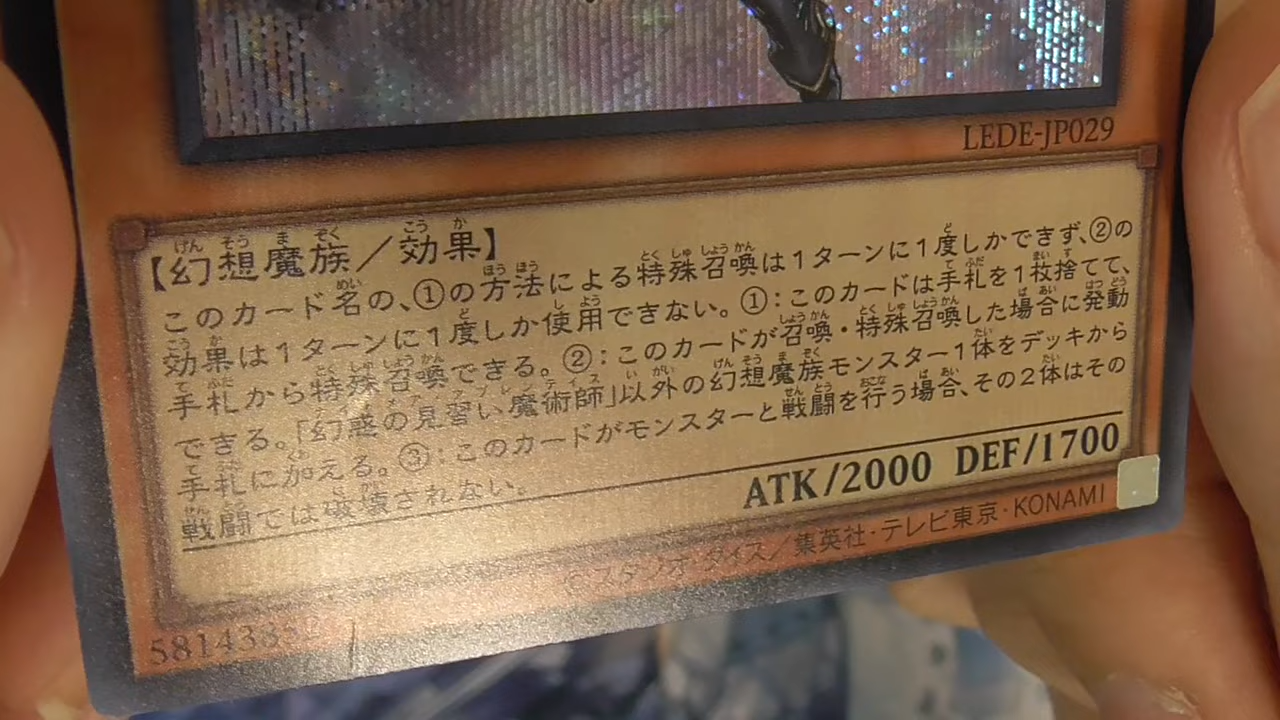 LEDE-JP029
【幻想魔族／効果】
このカード名の、①の方法による特殊召喚は１ターンに１度しかできず、②の
効果は１ターンに１度しか使用できない。①：このカードは手札を１枚捨てて、
手札から特殊召喚できる。②：このカードが召喚・特殊召喚した場合に発動
できる。「幻惑の見習い魔術師」以外の幻想魔族モンスター１体をデッキから
手札に加える。③：このカードがモンスターと戦闘を行う場合、その２体はその
戦闘では破壊されない。
ATK/2000 DEF/1700
©スタジオ・ダイス／集英社・テレビ東京・KONAMI